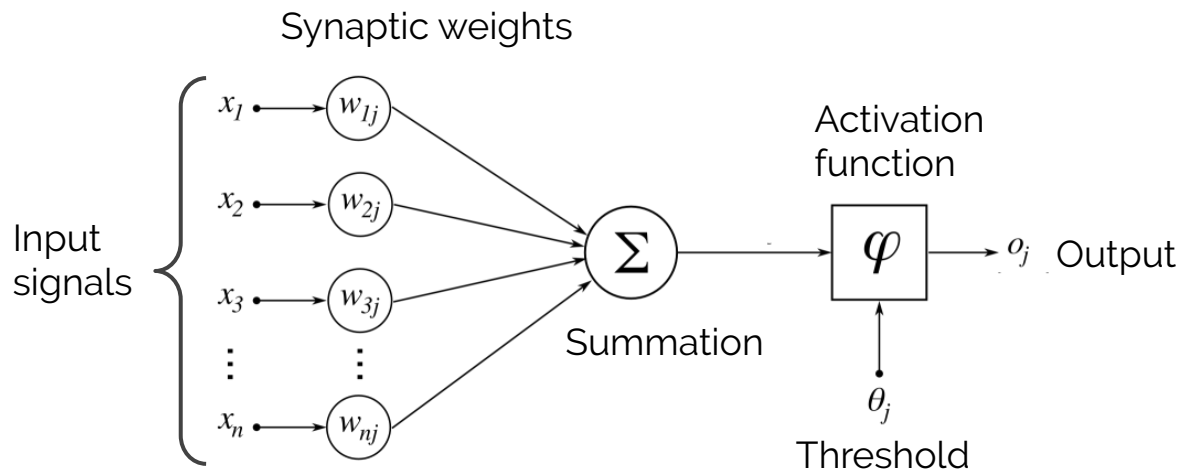 Synaptic weights
x1 w1j
x2 w2j
x3 w3j
⋮ ⋮
xn wnj
Input
signals
Σ
Summation
Activation
function
φ
oj Output
θj
Threshold